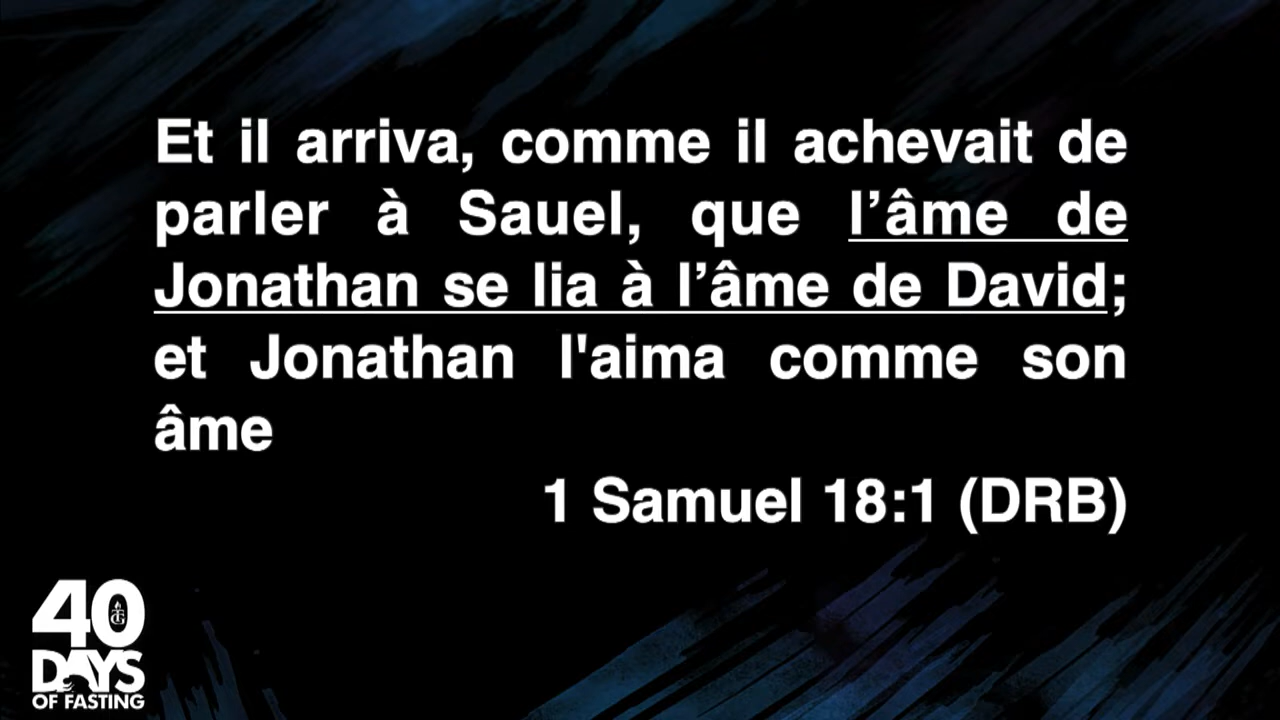 Et il arriva, comme il achevait de
parler à Sauel, que l’âme de
Jonathan se lia à l’âme de David;
et Jonathan l'aima comme son
âme
1 Samuel 18:1 (DRB)
40
DAYS
OF FASTING